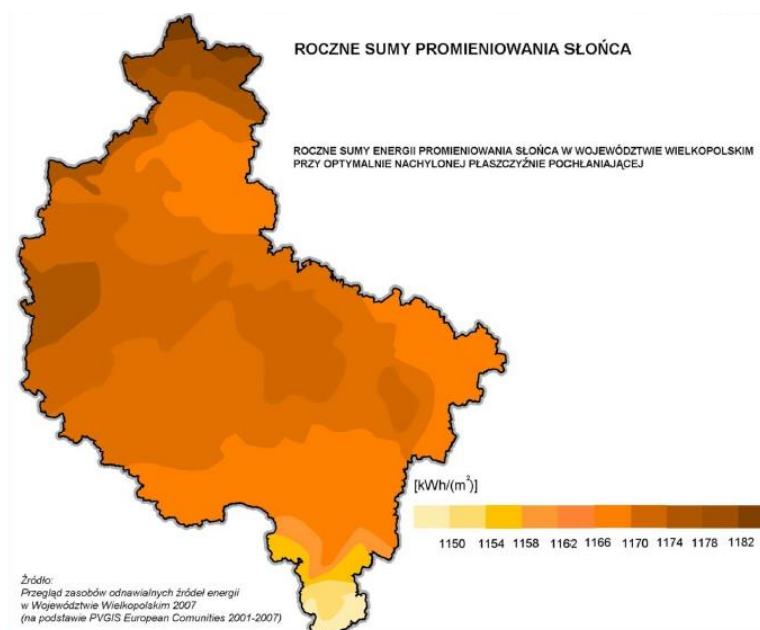 ROCZNE SUMY PROMIENIOWANIA SŁOŃCA
ROCZNE SUMY ENERGII PROMIENIOWANIA SŁOŃCA W WOJEWÓDZTWIE WIELKOPOLSKIM
PRZY OPTYMALNIE NACHYLONEJ PŁASZCZYŹNIE POCHŁANIAJĄCEJ
[kWh/(m²)]
1150 1154 1158 1162 1166 1170 1174 1178 1182
Źródło:
Przegląd zasobów odnawialnych źródeł energii
w Województwie Wielkopolskim 2007
(na podstawie PVGIS European Comunities 2001-2007)